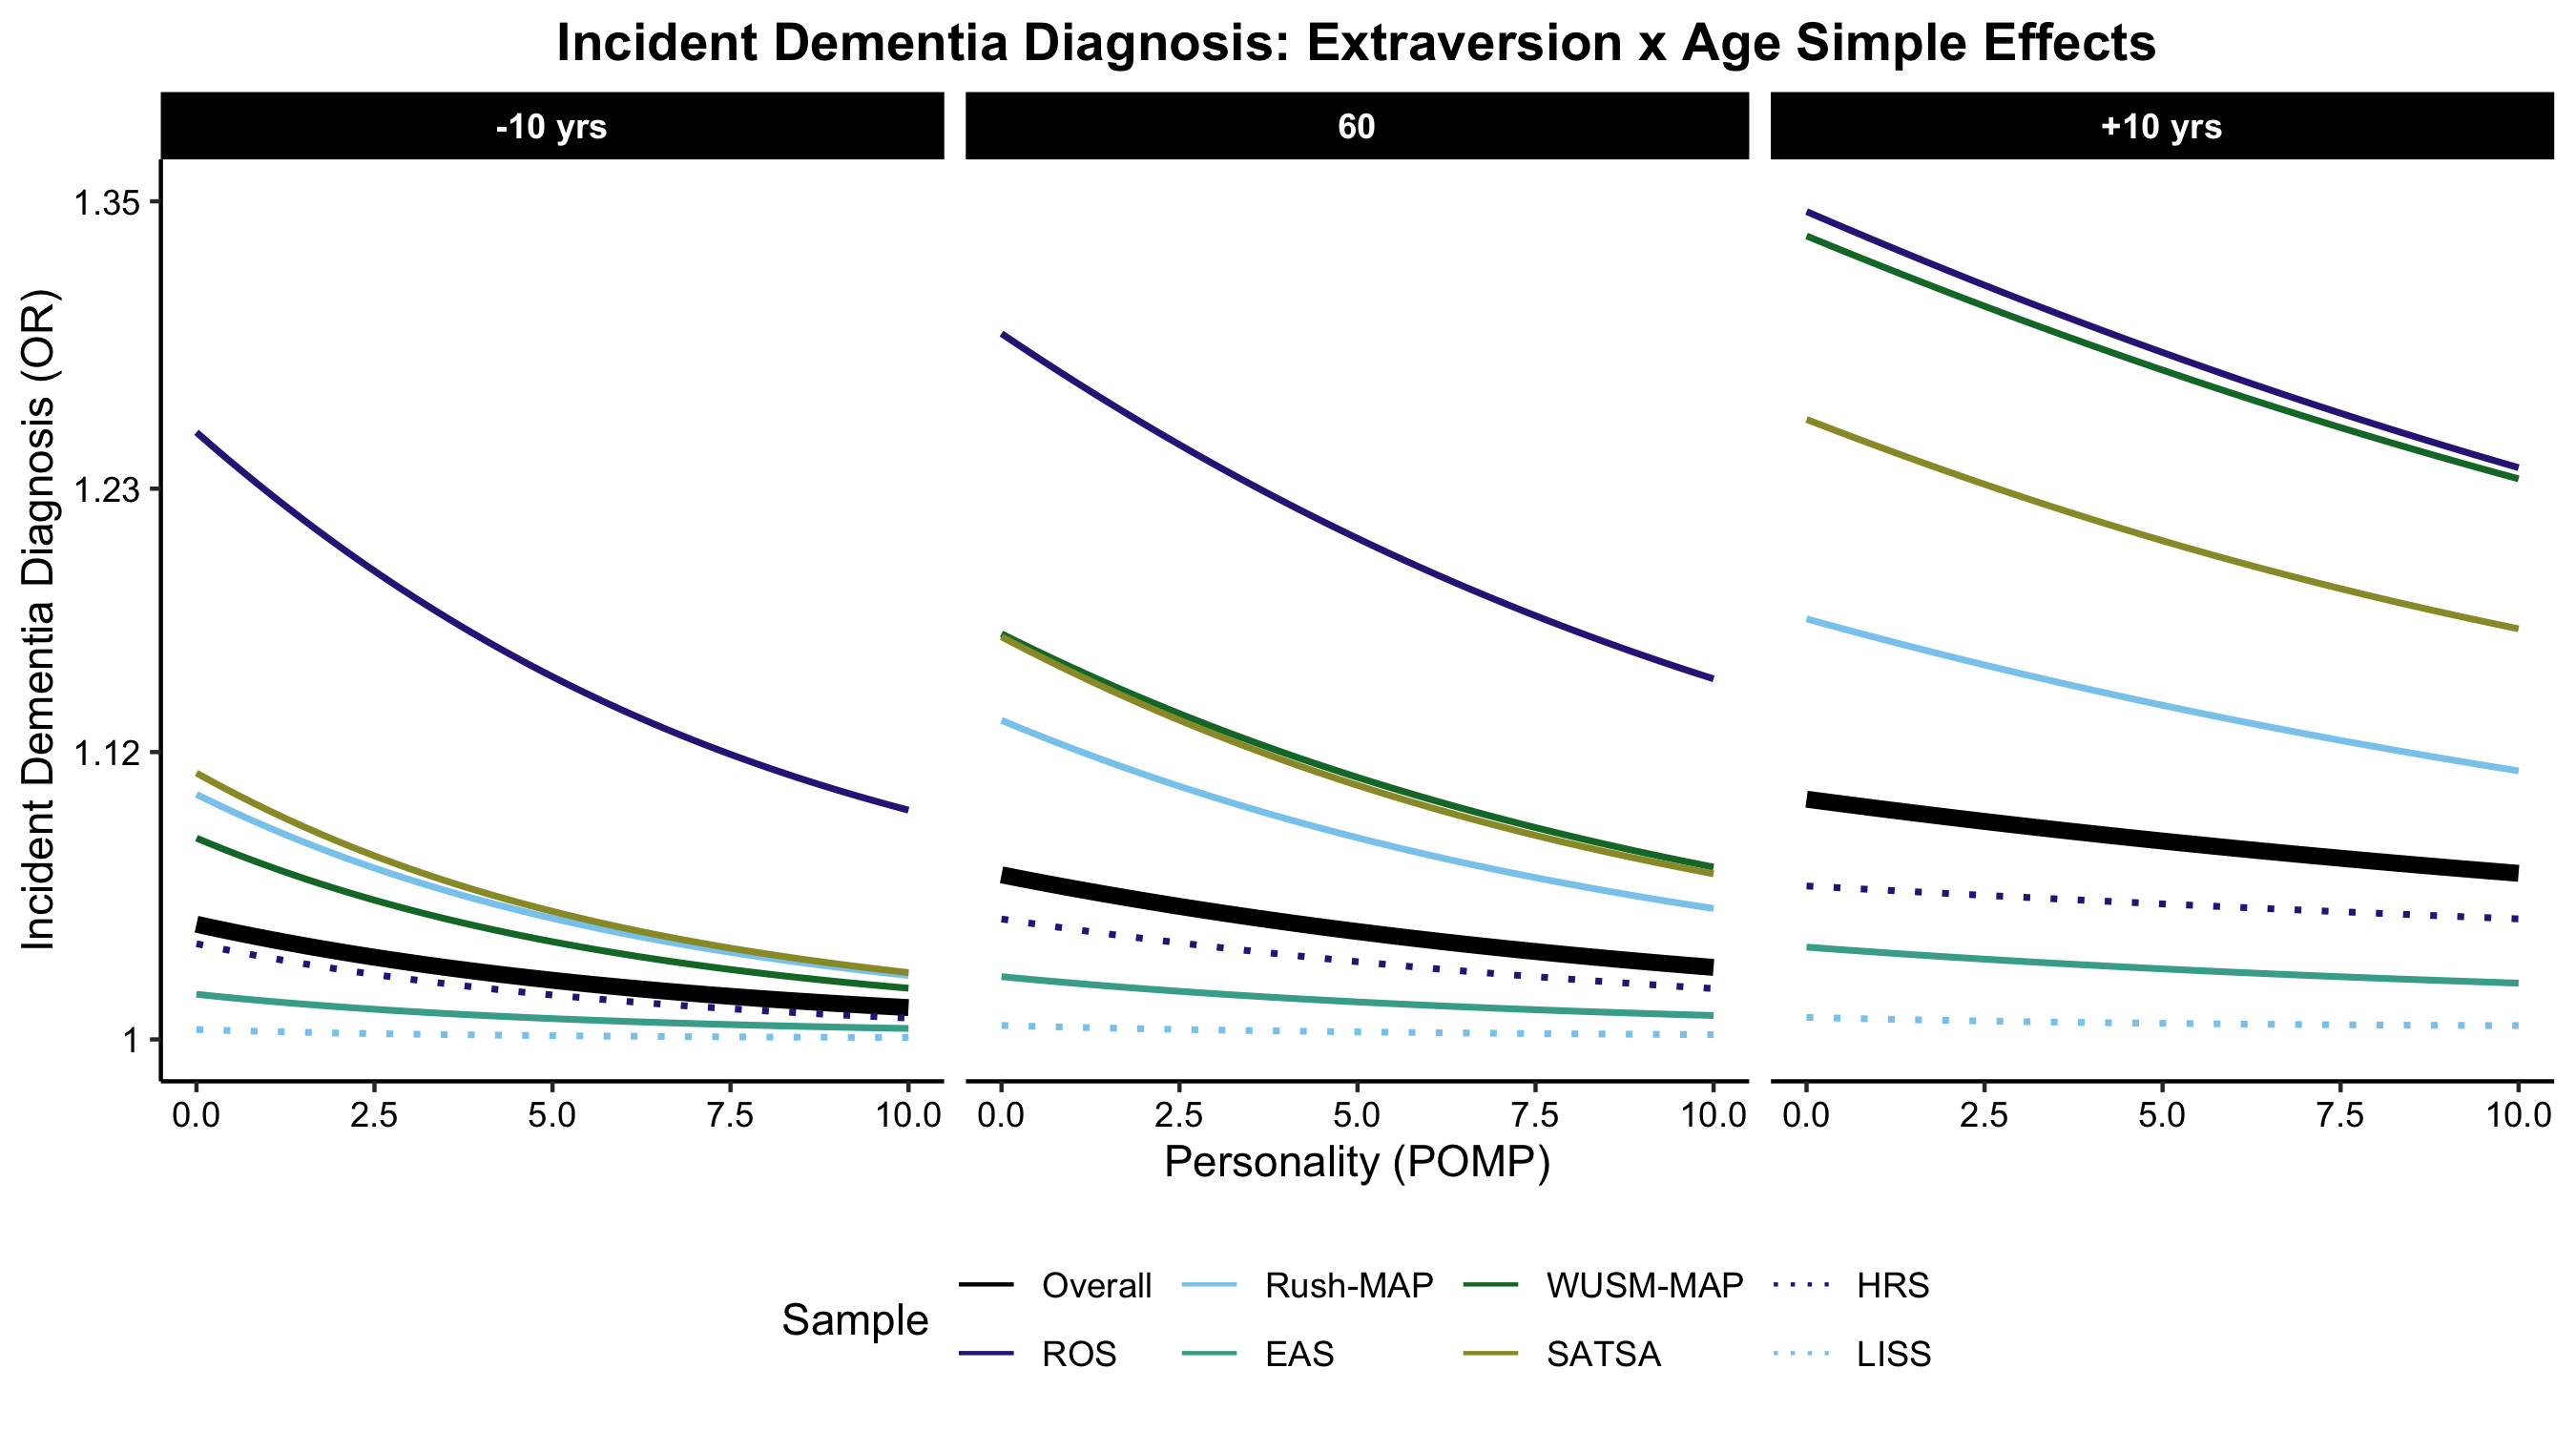 Incident Dementia Diagnosis: Extraversion x Age Simple Effects
-10 yrs 60 +10 yrs
Incident Dementia Diagnosis (OR)
1.35
1.23
1.12
1
0.0 2.5 5.0 7.5 10.0 0.0 2.5 5.0 7.5 10.0 0.0 2.5 5.0 7.5 10.0
Personality (POMP)
Sample
Overall Rush-MAP WUSM-MAP HRS
ROS EAS SATSA LISS